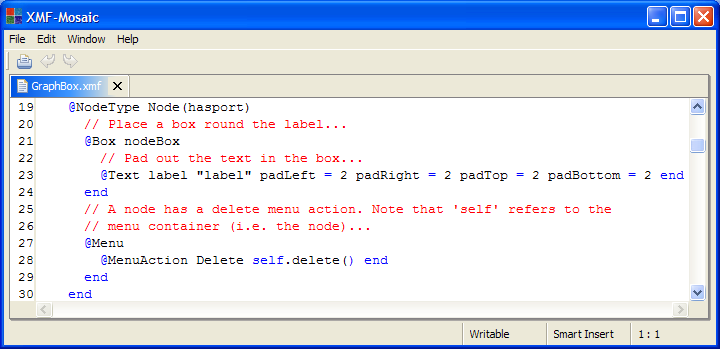 XMF-Mosaic
File Edit Window Help
GraphBox.xmf
19 @NodeType Node(hasport)
20 // Place a box round the label...
21 @Box nodeBox
22 // Pad out the text in the box...
23 @Text label "label" padLeft = 2 padRight = 2 padTop = 2 padBottom = 2 end
24 end
25 // A node has a delete menu action. Note that 'self' refers to the
26 // menu container (i.e. the node)...
27 @Menu
28 @MenuAction Delete self.delete() end
29 end
30 end
Writable Smart Insert 1 : 1